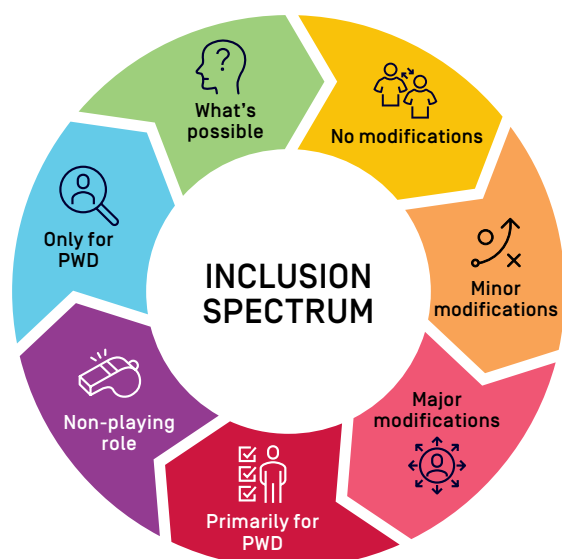 INCLUSION
SPECTRUM
What's
possible
?
No modifications
Minor
modifications
Major
modifications
Primarily for
PWD
Non-playing
role
Only for
PWD